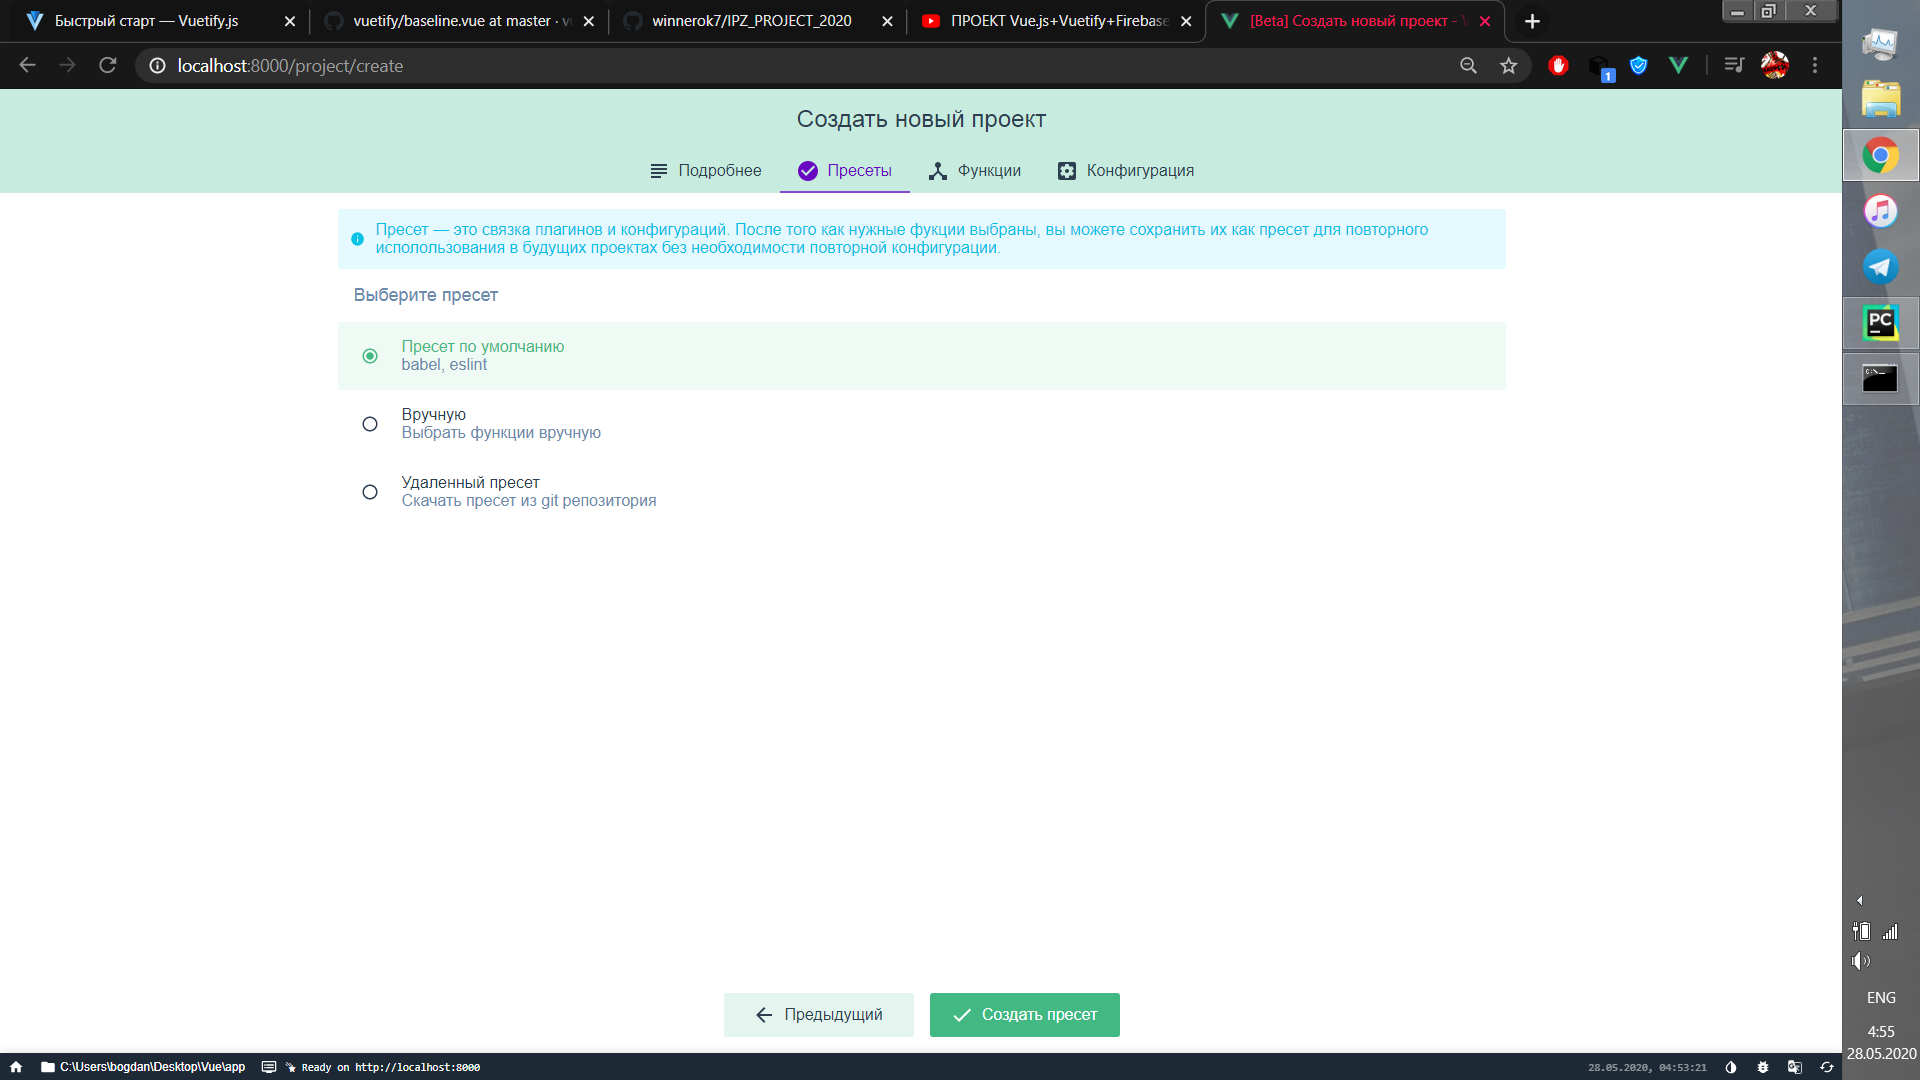 Быстрый старт — Vuetify.js
vuetify/baseline.vue at master · v
winnerok7/IPZ_PROJECT_2020
ПРОЕКТ Vue.js+Vuetify+Firebase
[Beta] Создать новый проект -
localhost:8000/project/create
1
Создать новый проект
Подробнее
Пресеты
Функции
Конфигурация
Пресет — это связка плагинов и конфигураций. После того как нужные фукции выбраны, вы можете сохранить их как пресет для повторного
испольлользования в будущих проектах без необходимости повторной конфигурации.
Выберите пресет
Пресет по умолчанию
babel, eslint
Вручную
Выбрать функции вручную
Удаленный пресет
Скачать пресет из git репозитория
Предыдущий
Создать пресет
C:\Users\bogdan\Desktop\Vue\app
Ready on http://localhost:8000
28.05.2020, 04:53:21
PC
C:\_
ENG
4:55
28.05.2020